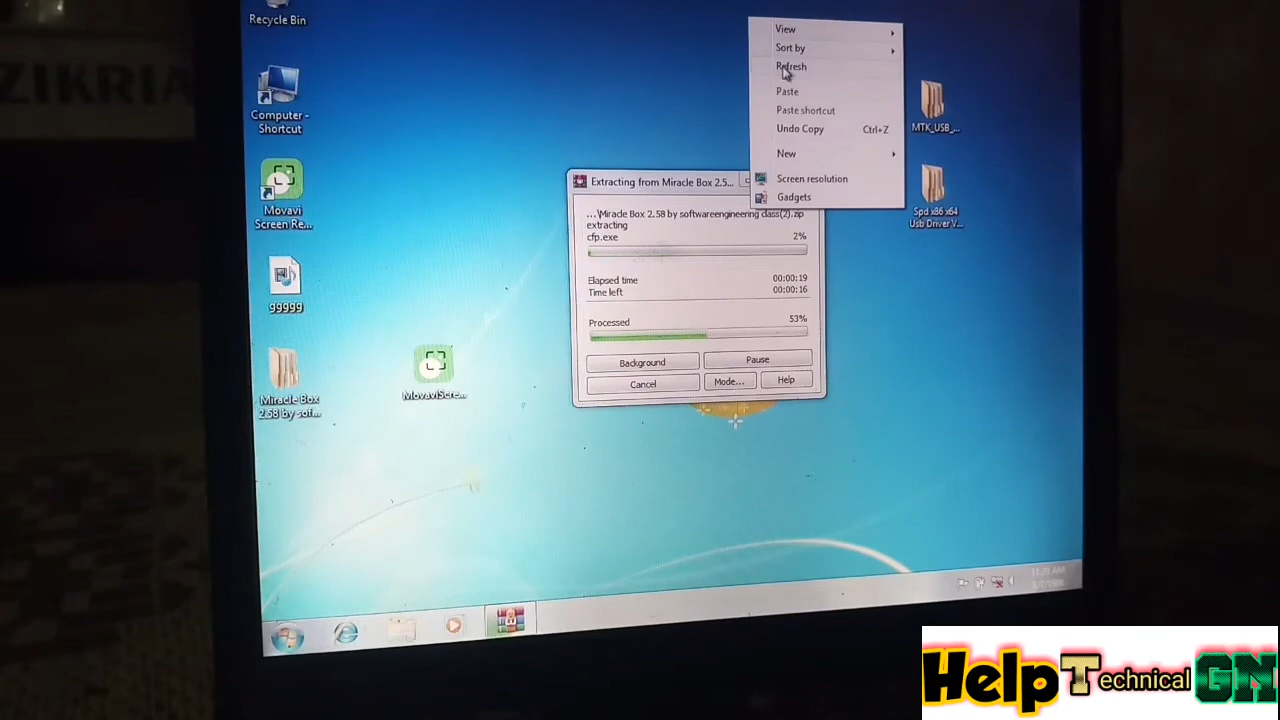 Recycle Bin
ZIKRIA
Computer -
Shortcut
Movavi
Screen Re...
99999
Miracle Box
2.58 by sof...
MovaviScre...
MTK_USB_...
Spd x86 x64
Usb Driver V...
View
Sort by
Refresh
Paste
Paste shortcut
Undo Copy Ctrl+Z
New
Screen resolution
Gadgets
Extracting from Miracle Box 2.5...
...\Miracle Box 2.58 by softwareengineering class(2).zip
extracting
cfp.exe 2%
Elapsed time 00:00:19
Time left 00:00:16
Processed 53%
Background
Pause
Cancel
Mode...
Help
Help Technical GN